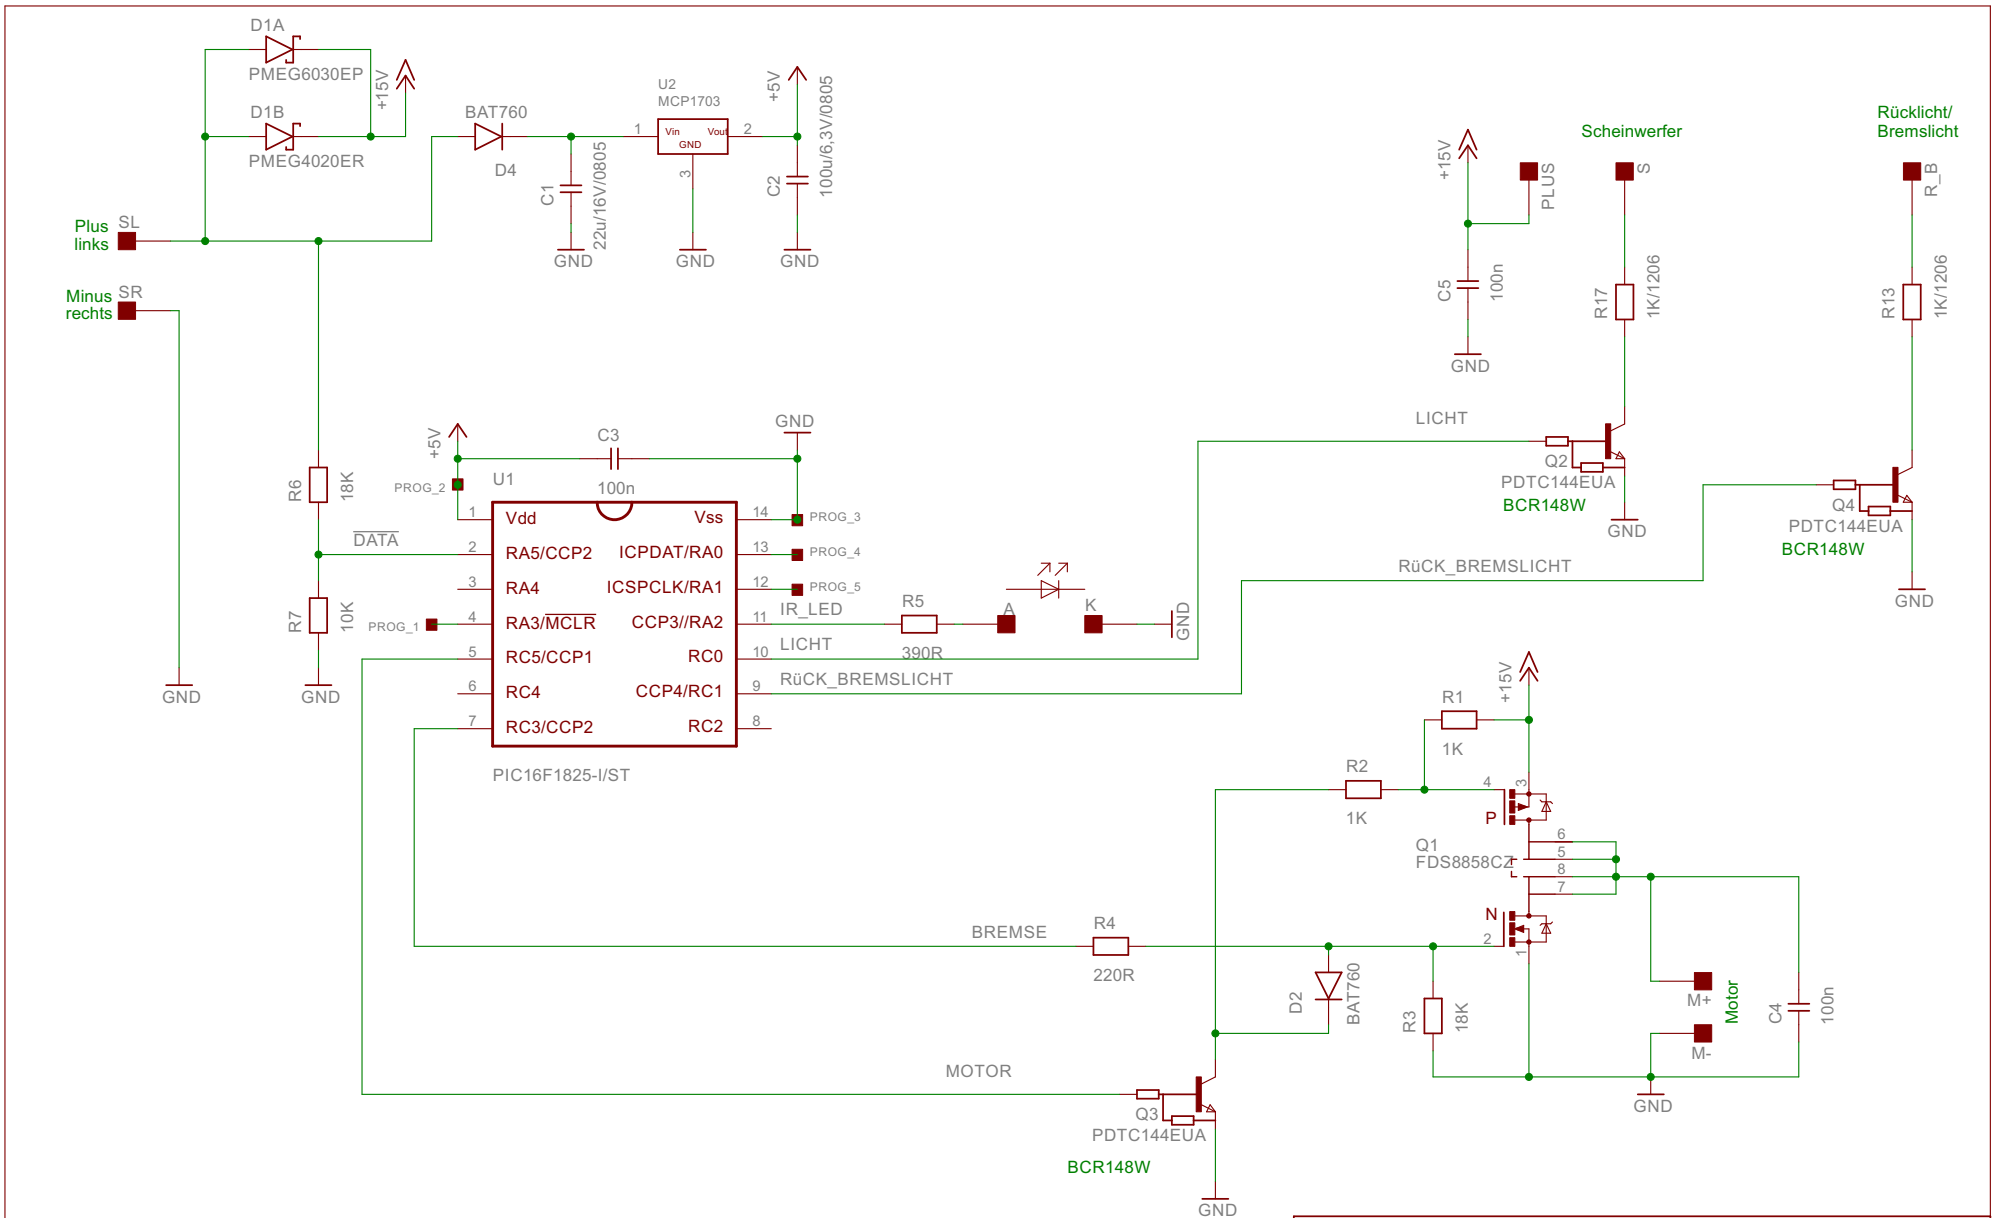 D1A
PMEG6030EP
+15V
D1B
PMEG4020ER
BAT760
D4
U2
MCP1703
1
Vin
Vout
GND
2
3
+5V
C1
22u/16V/0805
C2
100u/6,3V/0805
GND
GND
GND
Plus
links
SL
Minus
rechts
SR
GND
Scheinwerfer
Rücklicht/
Bremslicht
+15V
PLUS
S
R_B
C5
100n
GND
R17
1K/1206
R13
1K/1206
LICHT
Q2
PDTC144EUA
BCR148W
GND
Q4
PDTC144EUA
BCR148W
GND
RüCK_BREMSLICHT
+5V
C3
100n
GND
PROG_2
U1
R6
18K
DATA
R7
10K
GND
PROG_1
1
Vdd
2
RA5/CCP2
3
RA4
4
RA3/MCLR
5
RC5/CCP1
6
RC4
7
RC3/CCP2
Vss
14
PROG_3
ICPDAT/RA0
13
PROG_4
ICSPCLK/RA1
12
PROG_5
CCP3//RA2
11
IR_LED
RC0
10
LICHT
CCP4/RC1
9
RüCK_BREMSLICHT
RC2
8
PIC16F1825-I/ST
R5
390R
A
K
GND
+15V
R1
1K
R2
1K
4
3
P
Q1
FDS8858CZ
6
5
8
7
N
2
1
BREMSE
R4
220R
D2
BAT760
R3
18K
M+
M-
Motor
C4
100n
GND
MOTOR
Q3
PDTC144EUA
BCR148W
GND